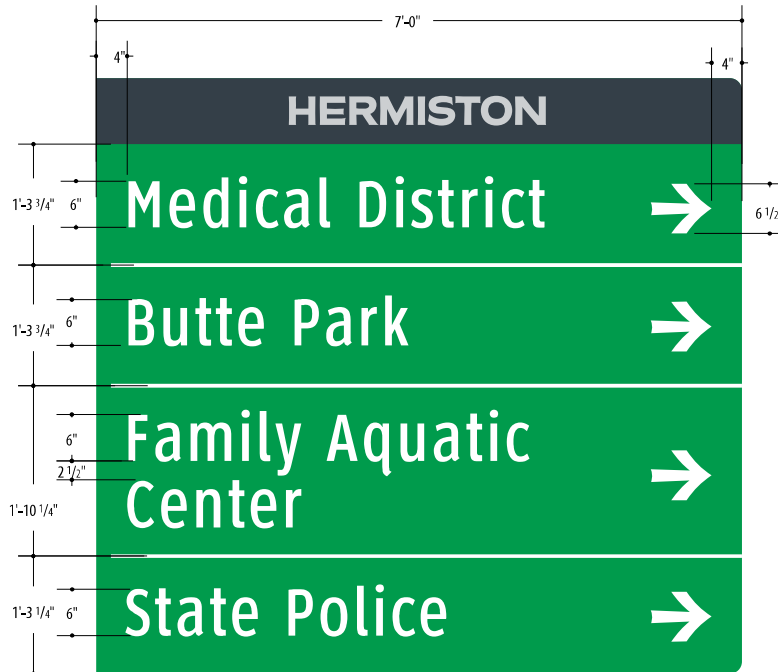 7'-0"
4"
4"
HERMISTON
1'-3 3/4"
6"
Medical District
6 1/2
1'-3 3/4"
6"
Butte Park
6"
Family Aquatic
2 1/2"
Center
1'-10 1/4"
1'-3 1/4"
6"
State Police